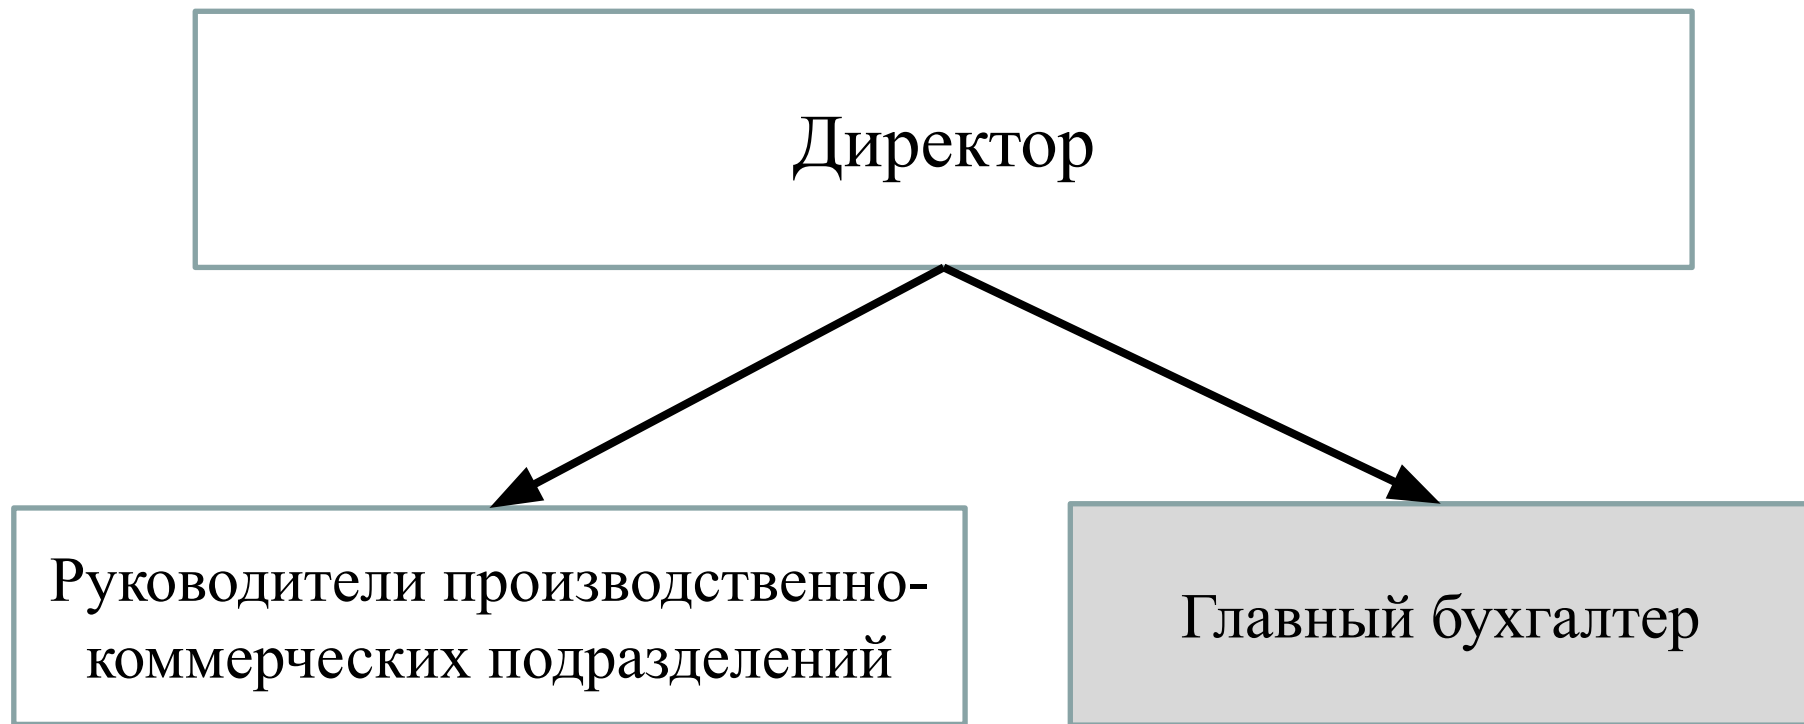 Директор
Руководители производственно-
коммерческих подразделений
Главный бухгалтер